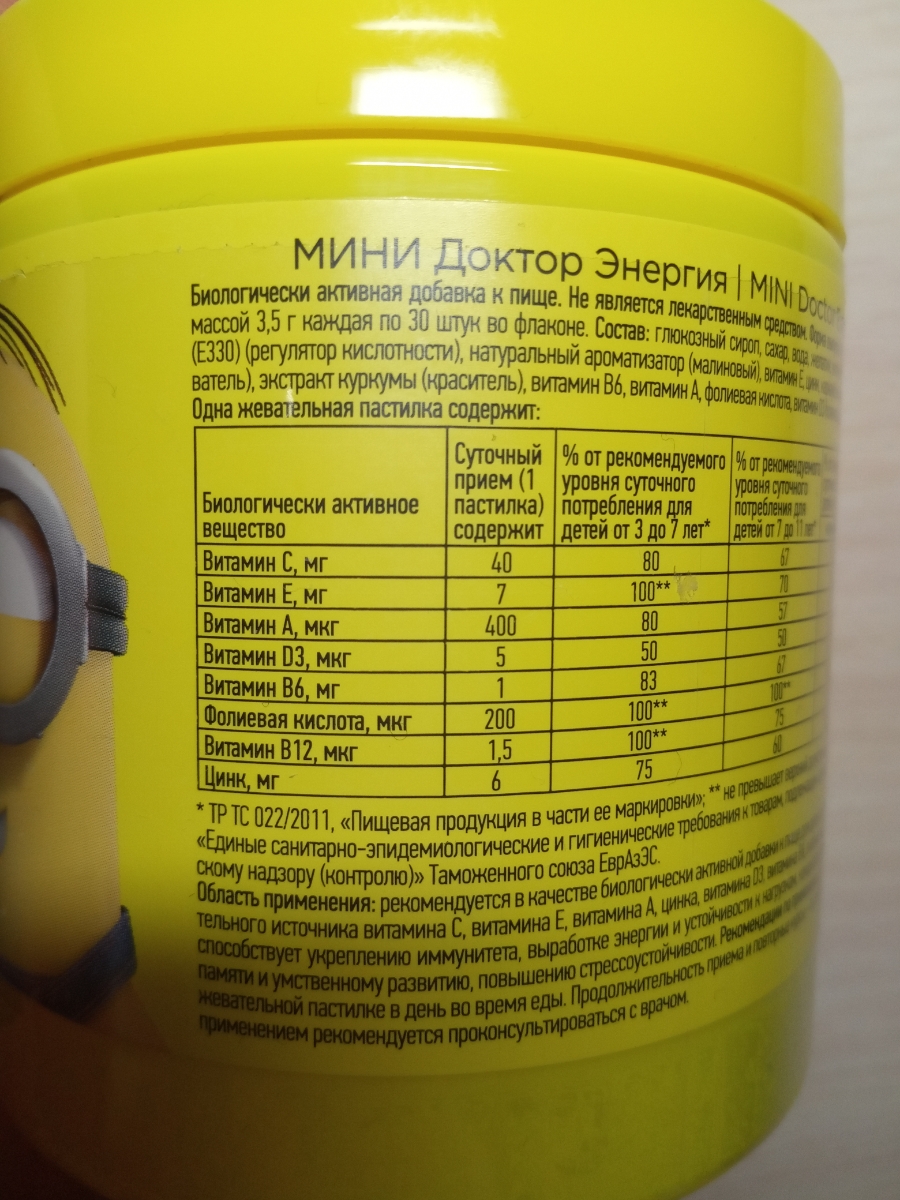 МИНИ Доктор Энергия | MINI Doctor
Биологически активная добавка к пище. Не является лекарственным средством. Форма
массой 3,5 г каждая по 30 штук во флаконе. Состав: глюкозный сироп, сахар, вода,
(Е330) (регулятор кислотности), натуральный ароматизатор (малиновый), витамин Е, цинк,
ватель), экстракт куркумы (краситель), витамин В6, витамин А, фолиевая кислота, витамин
Одна жевательная пастилка содержит:
Биологически активное вещество | Суточный прием (1 пастилка) содержит | % от рекомендуемого уровня суточного потребления для детей от 3 до 7 лет* | % от рекомендуемого уровня суточного потребления для детей от 7 до 11 лет*
Витамин С, мг 40 80 67
Витамин Е, мг 7 100** 70
Витамин А, мкг 400 80 57
Витамин D3, мкг 5 50 50
Витамин В6, мг 1 83 67
Фолиевая кислота, мкг 200 100** 100**
Витамин В12, мкг 1,5 100** 75
Цинк, мг 6 75 60
* ТР ТС 022/2011, «Пищевая продукция в части ее маркировки»; ** не превышает
«Единые санитарно-эпидемиологические и гигиенические требования к товарам,
скому надзору (контролю)» Таможенного союза ЕврАзЭС.
Область применения: рекомендуется в качестве биологически активной добавки к пище,
тельного источника витамина С, витамина Е, витамина А, цинка, витамина D3,
способствует укреплению иммунитета, выработке энергии и устойчивости к нагрузкам,
памяти и умственному развитию, повышению стрессоустойчивости. Рекомендации по
жевательной пастилке в день во время еды. Продолжительность приема и
применением рекомендуется проконсультироваться с врачом.